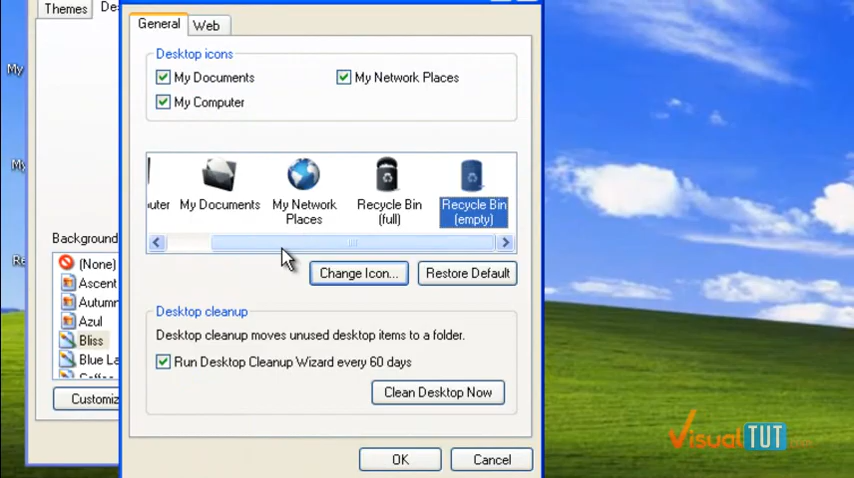 Themes
General
Web
Desktop icons
My Documents
My Network Places
My Computer
My
My Documents
My Network
Places
Recycle Bin
(full)
Recycle Bin
(empty)
Change Icon...
Restore Default
Background
(None)
Ascent
Autumn
Azul
Bliss
Blue
Desktop cleanup
Desktop cleanup moves unused desktop items to a folder.
Run Desktop Cleanup Wizard every 60 days
Clean Desktop Now
OK
Cancel
VisualTUT